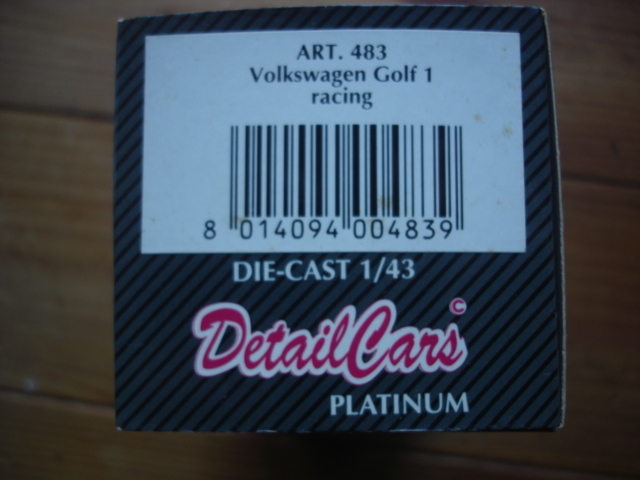 ART. 483
Volkswagen Golf 1
racing
8 014094 004839
DIE-CAST 1/43
DetailCars ©
PLATINUM